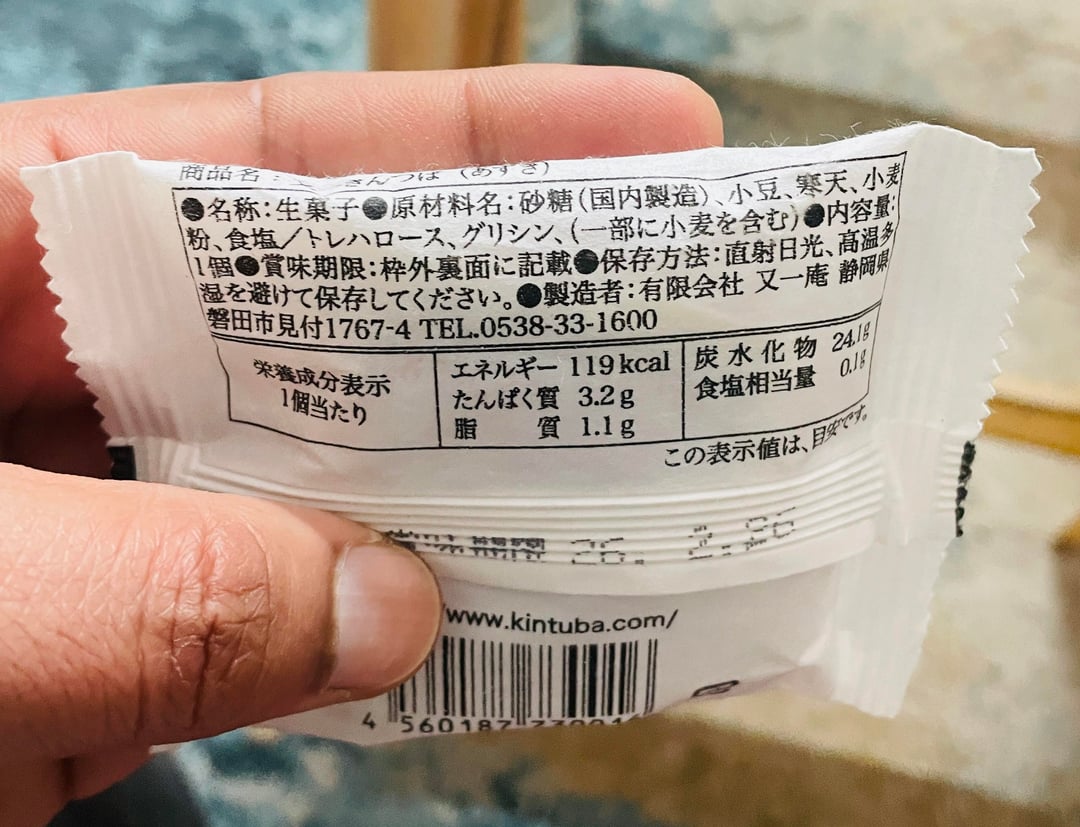 商品名: きんつば (あずき)
●名称:生菓子●原材料名:砂糖(国内製造)、小豆、寒天、小麦
粉、食塩/トレハロース、グリシン、(一部に小麦を含む)●内容量:
1個●賞味期限:枠外裏面に記載●保存方法:直射日光、高温多
湿を避けて保存してください。●製造者:有限会社 又一庵 静岡県
磐田市見付1767-4 TEL.0538-33-1600
栄養成分表示
1個当たり
エネルギー 119kcal
たんぱく質 3.2g
脂 質 1.1g
炭水化物 24.1g
食塩相当量 0.1g
この表示値は、目安です。
26.
www.kintuba.com/
4 560187